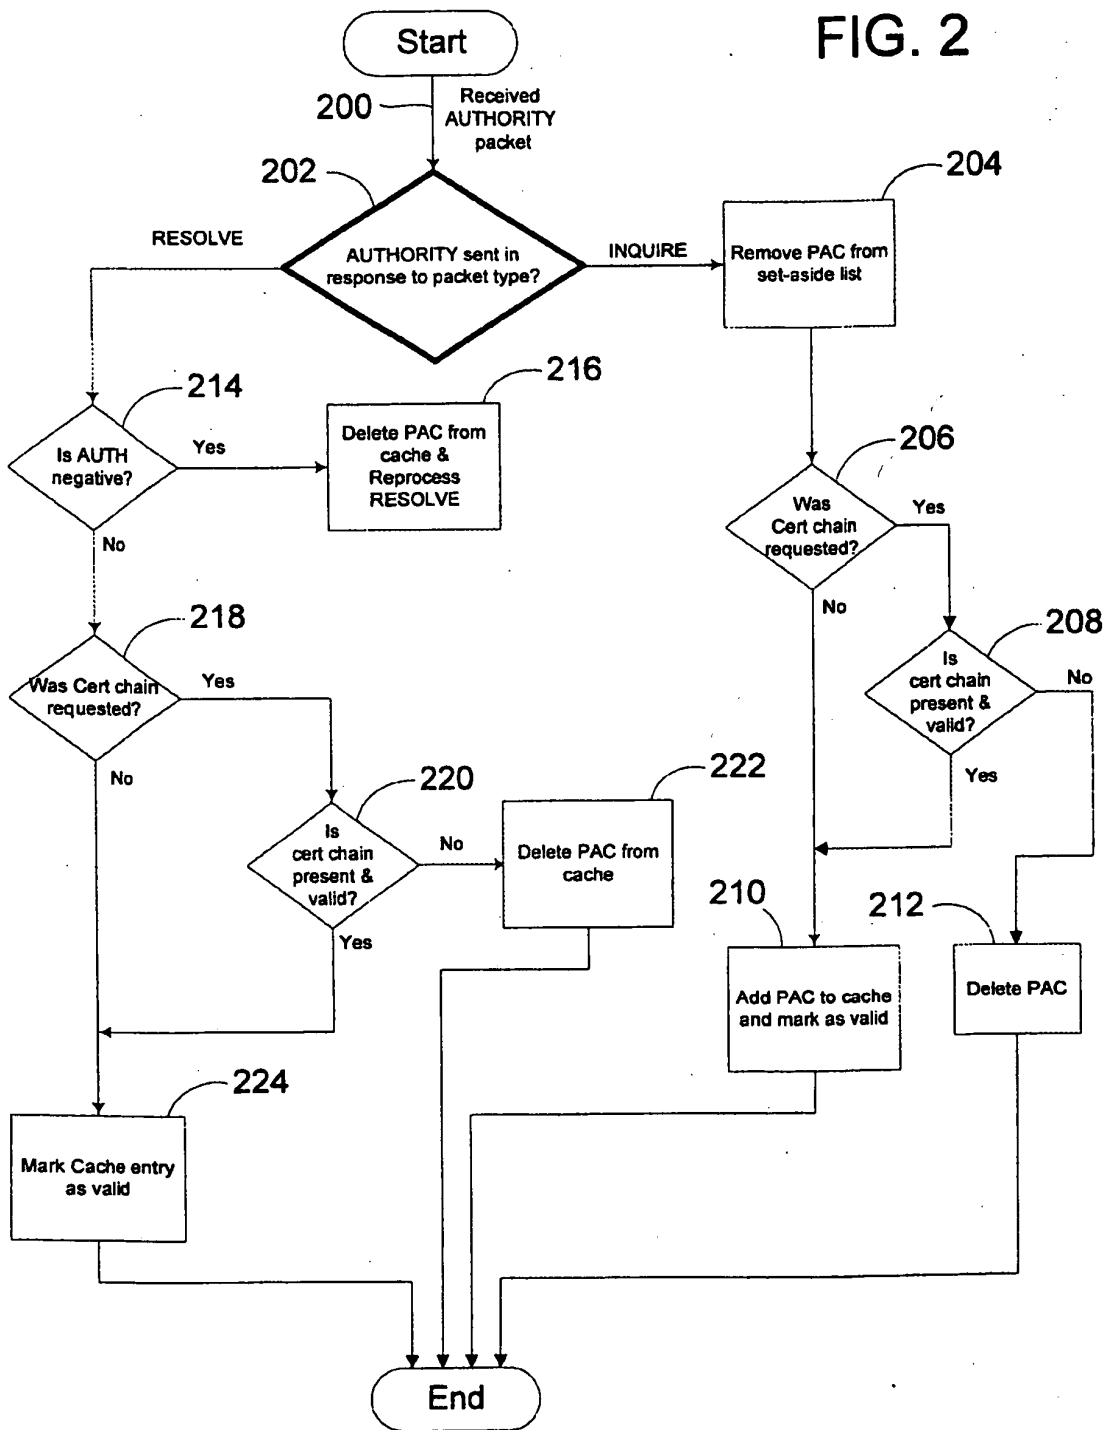 FIG. 2
Start
200
Received
AUTHORITY
packet
202
AUTHORITY sent in
response to packet type?
RESOLVE
INQUIRE
204
Remove PAC from
set-aside list
214
Is AUTH
negative?
Yes
No
216
Delete PAC from
cache &
Reprocess
RESOLVE
206
Was
Cert chain
requested?
Yes
No
208
Is
cert chain
present &
valid?
No
Yes
218
Was Cert chain
requested?
Yes
No
220
Is
cert chain
present &
valid?
No
Yes
222
Delete PAC from
cache
210
Add PAC to cache
and mark as valid
212
Delete PAC
224
Mark Cache entry
as valid
End